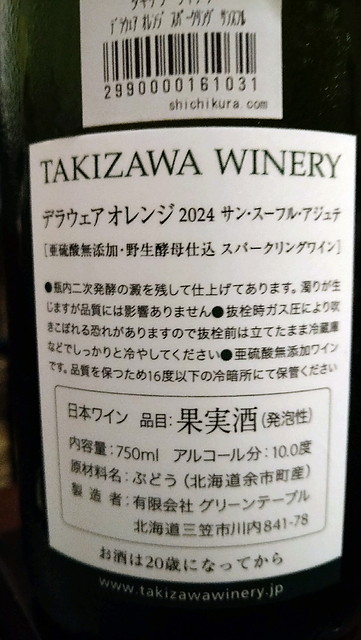 デラウェア オレンジ スパークリング サンスフル
2990000161031
shichikura.com
TAKIZAWA WINERY
デラウェアオレンジ 2024 サン・スーフル・アジュテ
[亜硫酸無添加・野生酵母仕込 スパークリングワイン]
●瓶内二次発酵の澱を残して仕上げてあります。濁りが生
じますが品質には影響ありません●抜栓時ガス圧により吹
きこぼれる恐れがありますので抜栓前は立てたまま冷蔵庫
などでしっかりと冷やしてください●亜硫酸無添加ワイン
です。品質を保つため16度以下の冷暗所にて保管ください
日本ワイン 品目: 果実酒(発泡性)
内容量:750ml アルコール分:10.0度
原材料名:ぶどう(北海道余市町産)
製造者:有限会社 グリーンテーブル
北海道三笠市川内841-78
お酒は20歳になってから
www.takizawawinery.jp